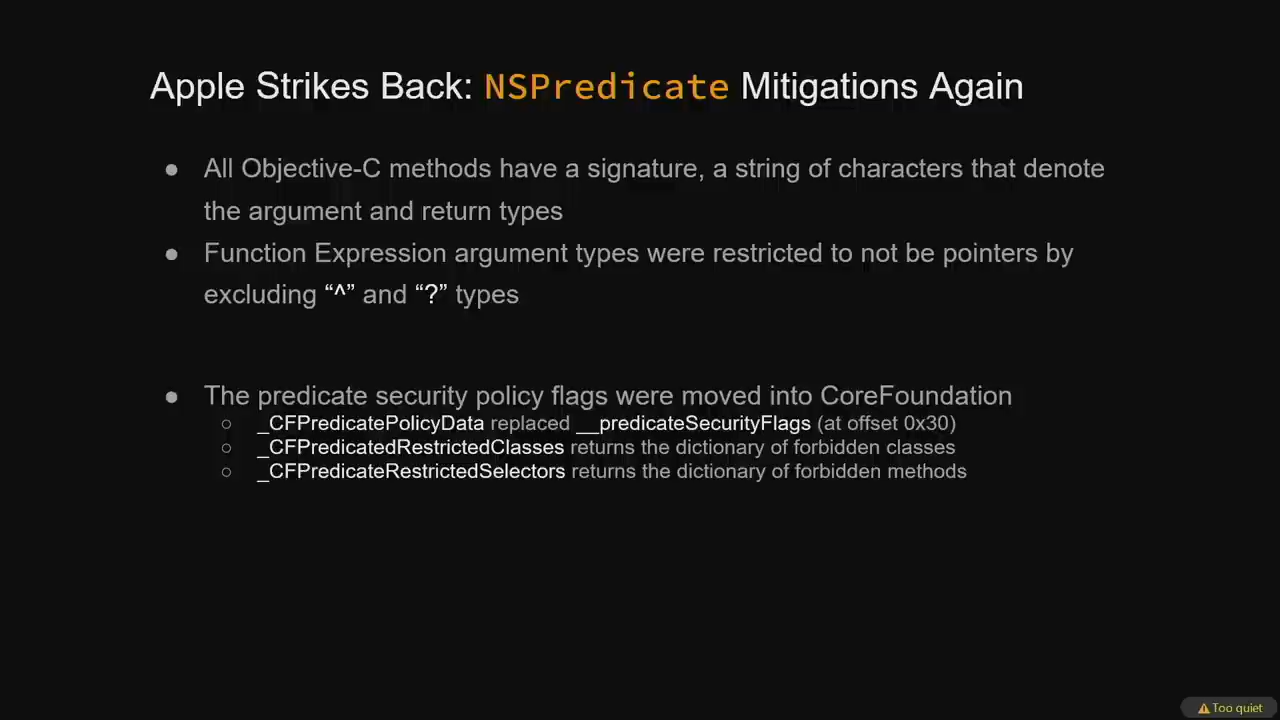 Apple Strikes Back: NSPredicate Mitigations Again
● All Objective-C methods have a signature, a string of characters that denote
the argument and return types
● Function Expression argument types were restricted to not be pointers by
excluding “^” and “?” types
● The predicate security policy flags were moved into CoreFoundation
○ _CFPredicatePolicyData replaced __predicateSecurityFlags (at offset 0x30)
○ _CFPredicatedRestrictedClasses returns the dictionary of forbidden classes
○ _CFPredicateRestrictedSelectors returns the dictionary of forbidden methods
⚠ Too quiet